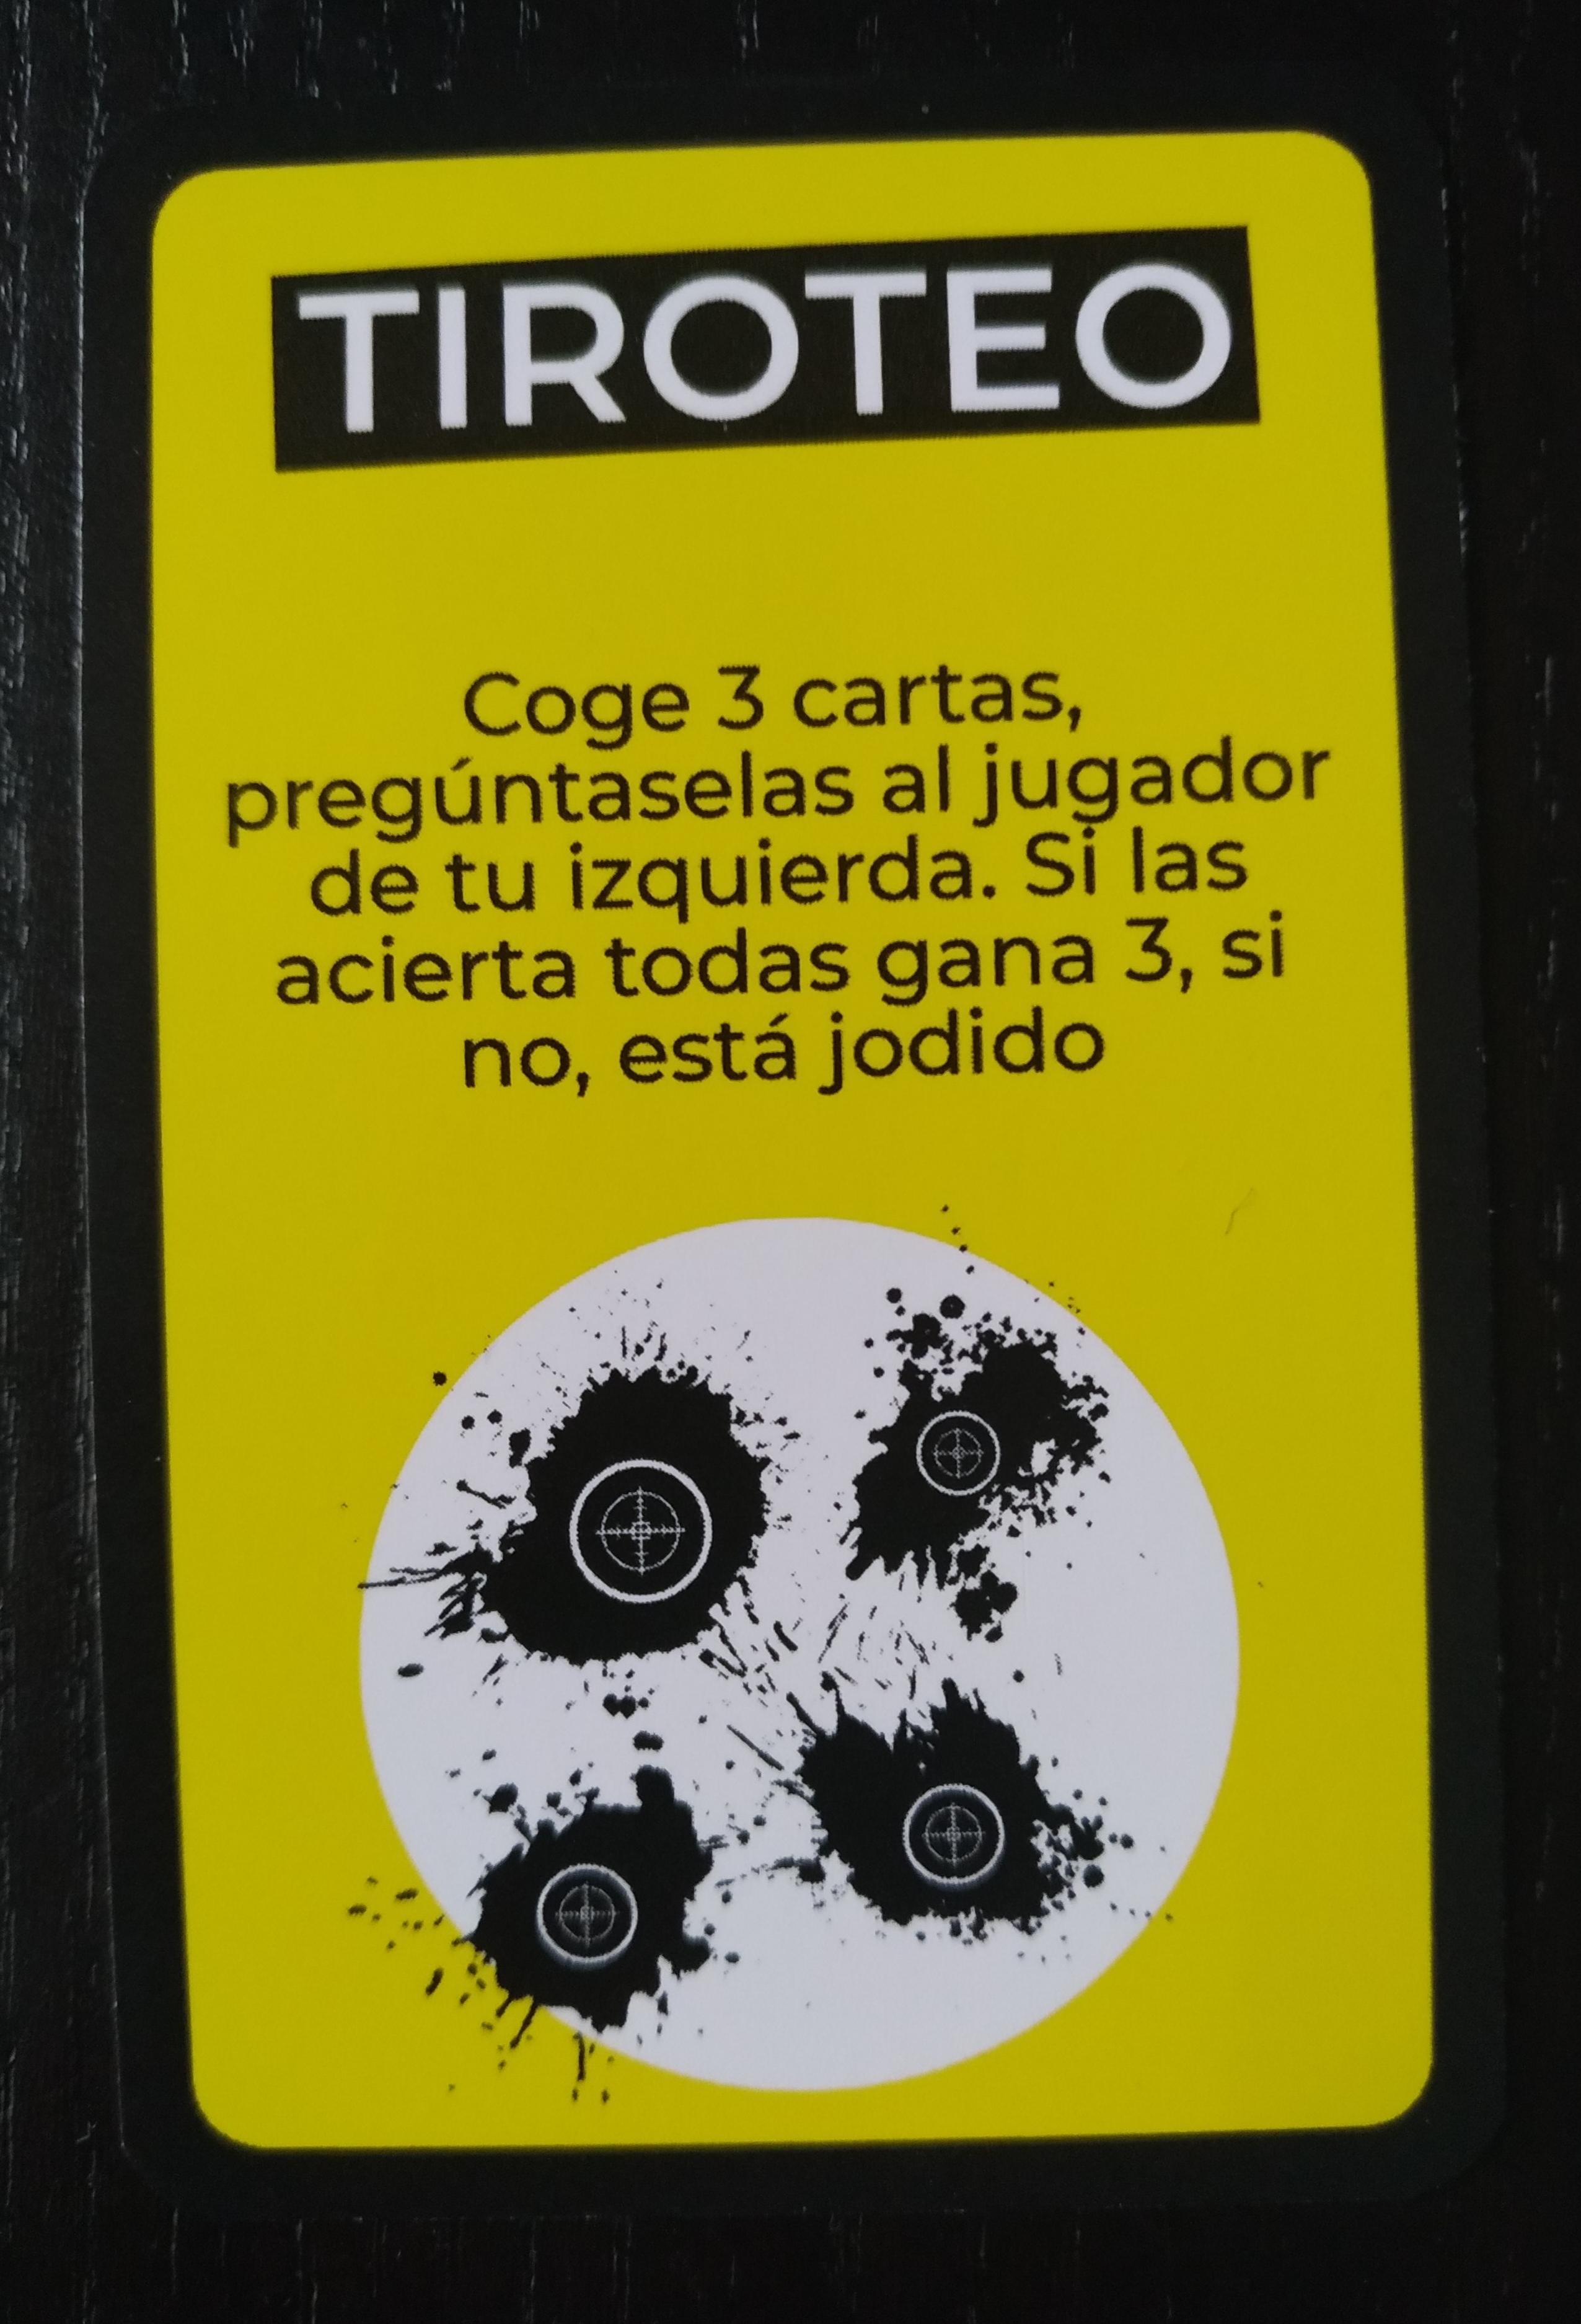 TIROTEO
Coge 3 cartas,
pregúntaselas al jugador
de tu izquierda. Si las
acierta todas gana 3, si
no, está jodido